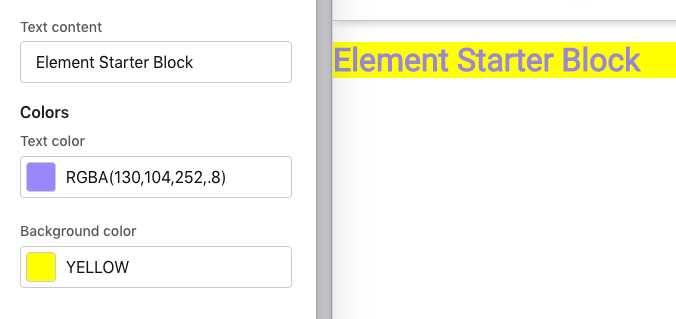 Text content
Element Starter Block
Colors
Text color
RGBA(130,104,252,.8)
Background color
YELLOW
Element Starter Block